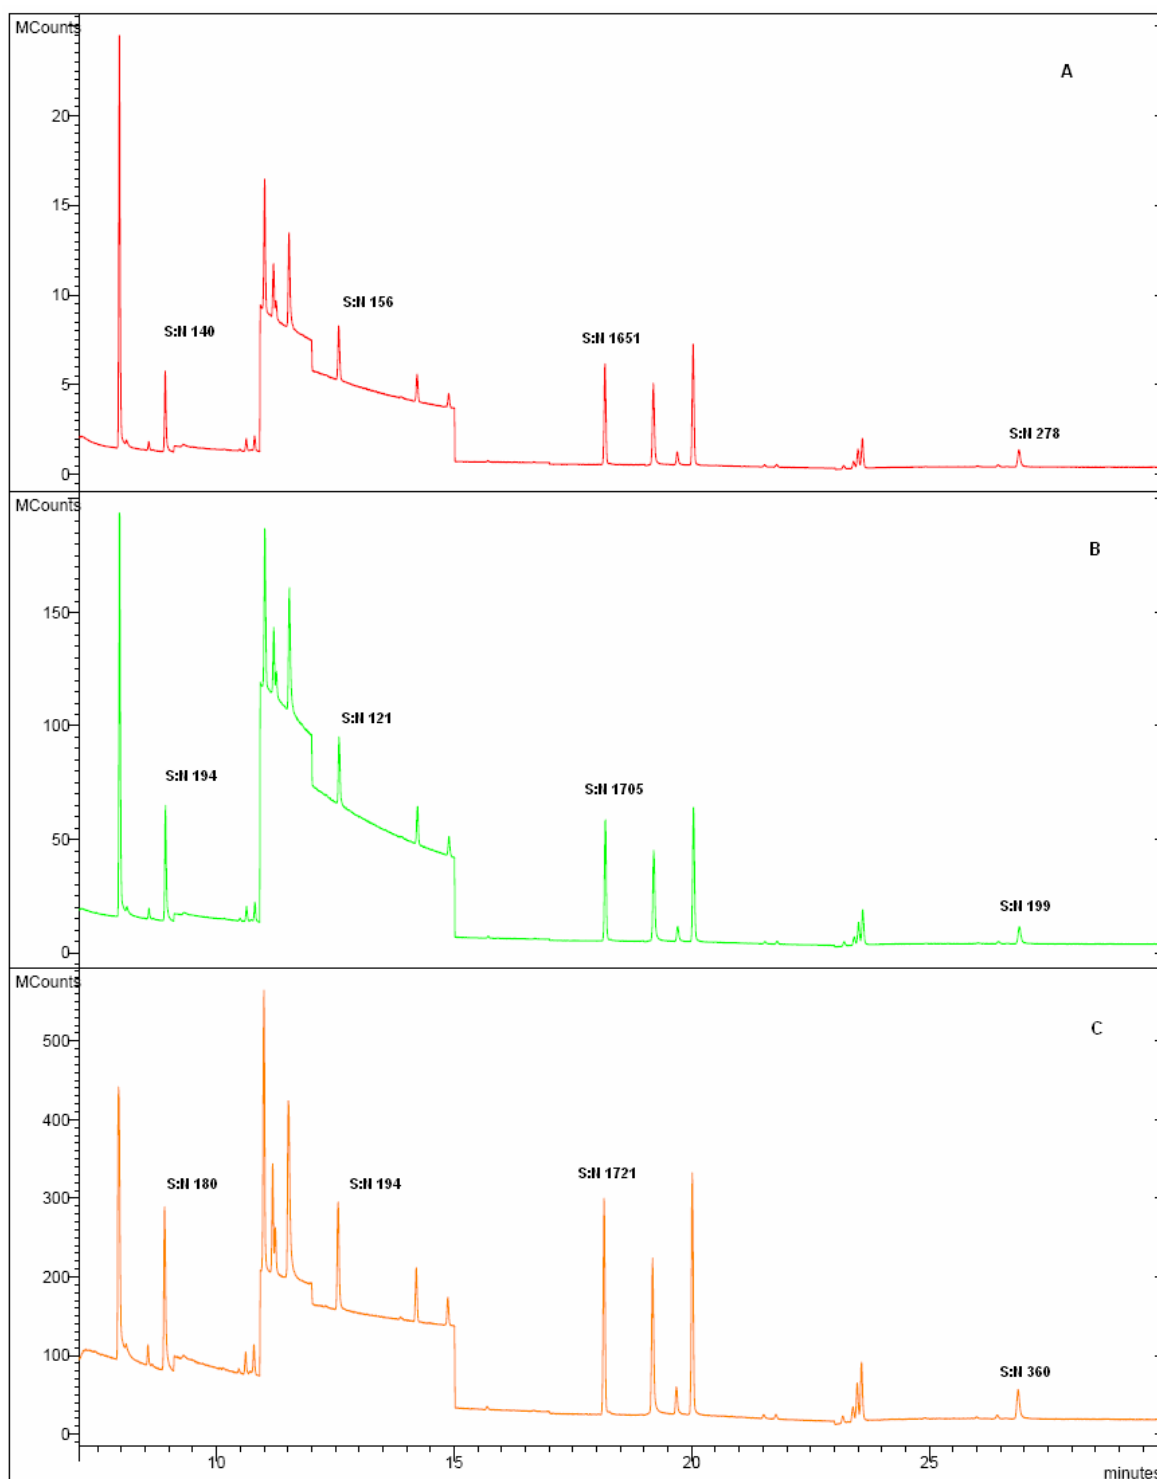 MCounts
A
20
15
S:N 156
10
S:N 140
S:N 1651
5
S:N 278
0
MCounts
B
150
100
S:N 121
S:N 194
S:N 1705
50
S:N 199
0
MCounts
C
500
400
300
S:N 180
S:N 194
S:N 1721
200
100
S:N 360
0
10 15 20 25
minutes